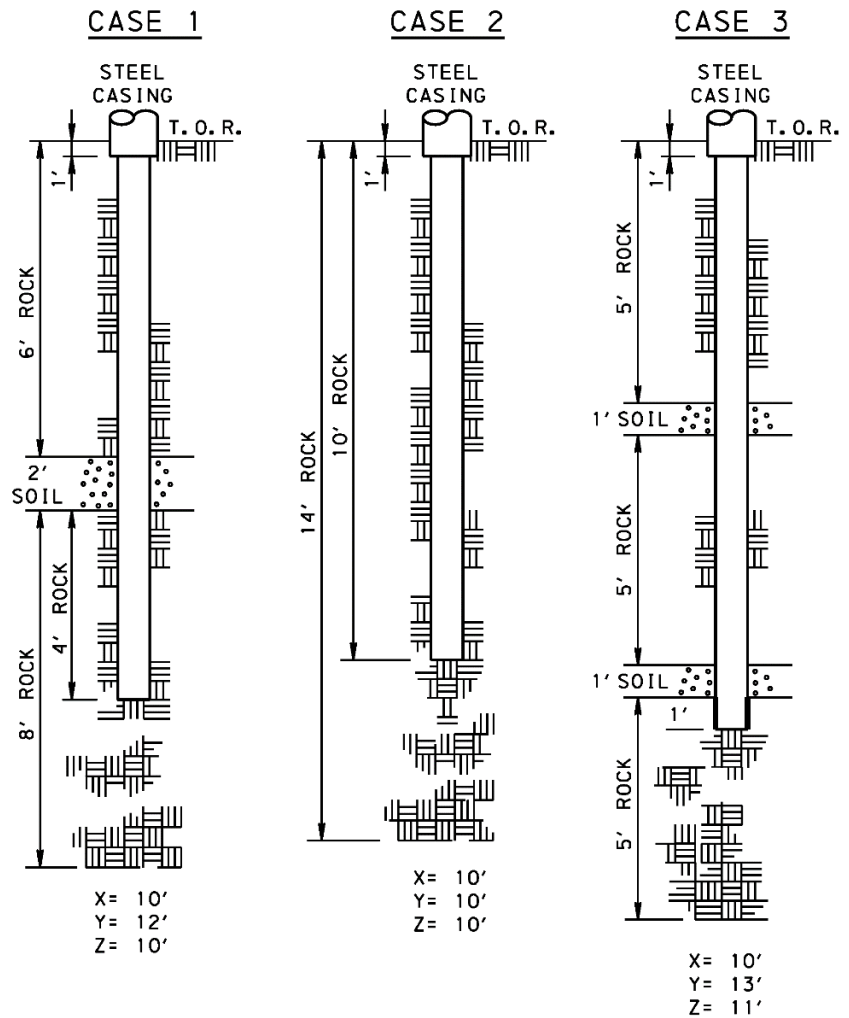 CASE 1
STEEL
CASING
T.O.R.
1'
6' ROCK
2'
SOIL
4' ROCK
8' ROCK
X= 10'
Y= 12'
Z= 10'
CASE 2
STEEL
CASING
T.O.R.
1'
10' ROCK
14' ROCK
X= 10'
Y= 10'
Z= 10'
CASE 3
STEEL
CASING
T.O.R.
1'
5' ROCK
1' SOIL
5' ROCK
1' SOIL
1'
5' ROCK
X= 10'
Y= 13'
Z= 11'